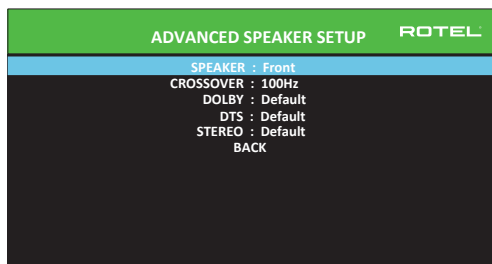 ADVANCED SPEAKER SETUP
ROTEL
SPEAKER : Front
CROSSOVER : 100Hz
DOLBY : Default
DTS : Default
STEREO : Default
BACK